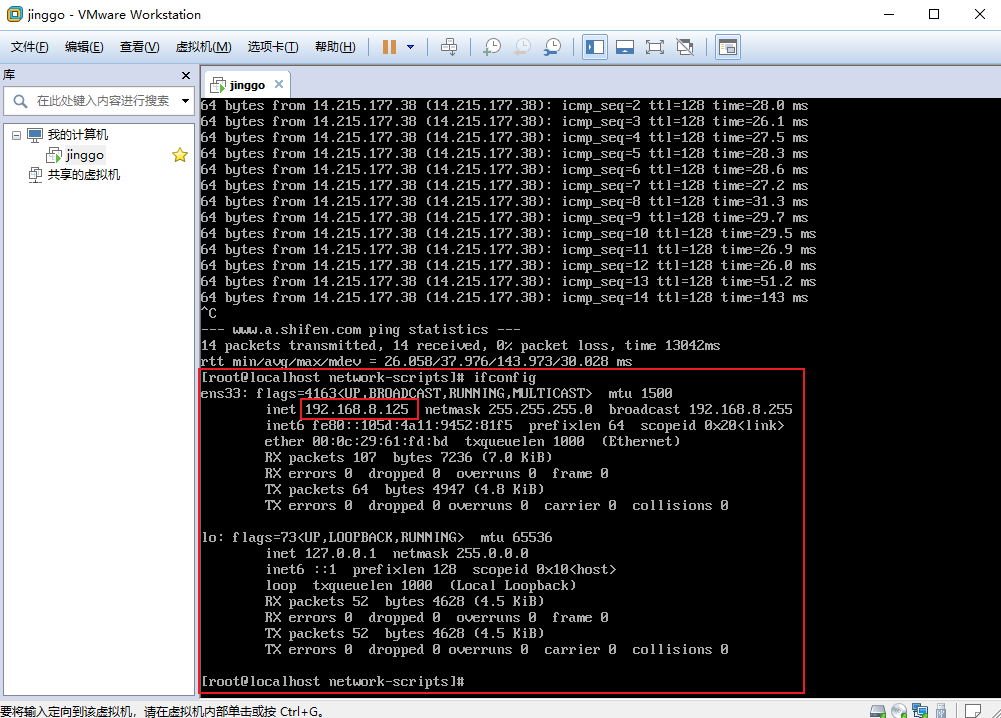 jinggo - VMware Workstation
文件(F) 编辑(E) 查看(V) 虚拟机(M) 选项卡(T) 帮助(H)
库
在此处键入内容进行搜索
我的计算机
jinggo
共享的虚拟机
jinggo
64 bytes from 14.215.177.38 (14.215.177.38): icmp_seq=2 ttl=128 time=28.0 ms
64 bytes from 14.215.177.38 (14.215.177.38): icmp_seq=3 ttl=128 time=26.1 ms
64 bytes from 14.215.177.38 (14.215.177.38): icmp_seq=4 ttl=128 time=27.5 ms
64 bytes from 14.215.177.38 (14.215.177.38): icmp_seq=5 ttl=128 time=28.3 ms
64 bytes from 14.215.177.38 (14.215.177.38): icmp_seq=6 ttl=128 time=28.6 ms
64 bytes from 14.215.177.38 (14.215.177.38): icmp_seq=7 ttl=128 time=27.2 ms
64 bytes from 14.215.177.38 (14.215.177.38): icmp_seq=8 ttl=128 time=31.3 ms
64 bytes from 14.215.177.38 (14.215.177.38): icmp_seq=9 ttl=128 time=29.7 ms
64 bytes from 14.215.177.38 (14.215.177.38): icmp_seq=10 ttl=128 time=29.5 ms
64 bytes from 14.215.177.38 (14.215.177.38): icmp_seq=11 ttl=128 time=26.9 ms
64 bytes from 14.215.177.38 (14.215.177.38): icmp_seq=12 ttl=128 time=26.0 ms
64 bytes from 14.215.177.38 (14.215.177.38): icmp_seq=13 ttl=128 time=51.2 ms
64 bytes from 14.215.177.38 (14.215.177.38): icmp_seq=14 ttl=128 time=143 ms
^C
--- www.a.shifen.com ping statistics ---
14 packets transmitted, 14 received, 0% packet loss, time 13042ms
rtt min/avg/max/mdev = 26.058/37.976/143.973/30.028 ms
[root@localhost network-scripts]# ifconfig
ens33: flags=4163<UP,BROADCAST,RUNNING,MULTICAST>  mtu 1500
inet 192.168.8.125  netmask 255.255.255.0  broadcast 192.168.8.255
inet6 fe80::105d:4a11:9452:81f5  prefixlen 64  scopeid 0x20<link>
ether 00:0c:29:61:fd:bd  txqueuelen 1000  (Ethernet)
RX packets 107  bytes 7236 (7.0 KiB)
RX errors 0  dropped 0  overruns 0  frame 0
TX packets 64  bytes 4947 (4.8 KiB)
TX errors 0  dropped 0 overruns 0  carrier 0  collisions 0
lo: flags=73<UP,LOOPBACK,RUNNING>  mtu 65536
inet 127.0.0.1  netmask 255.0.0.0
inet6 ::1  prefixlen 128  scopeid 0x10<host>
loop  txqueuelen 1000  (Local Loopback)
RX packets 52  bytes 4628 (4.5 KiB)
RX errors 0  dropped 0  overruns 0  frame 0
TX packets 52  bytes 4628 (4.5 KiB)
TX errors 0  dropped 0 overruns 0  carrier 0  collisions 0
[root@localhost network-scripts]#
要将输入定向到该虚拟机，请在虚拟机内部单击或按 Ctrl+G。